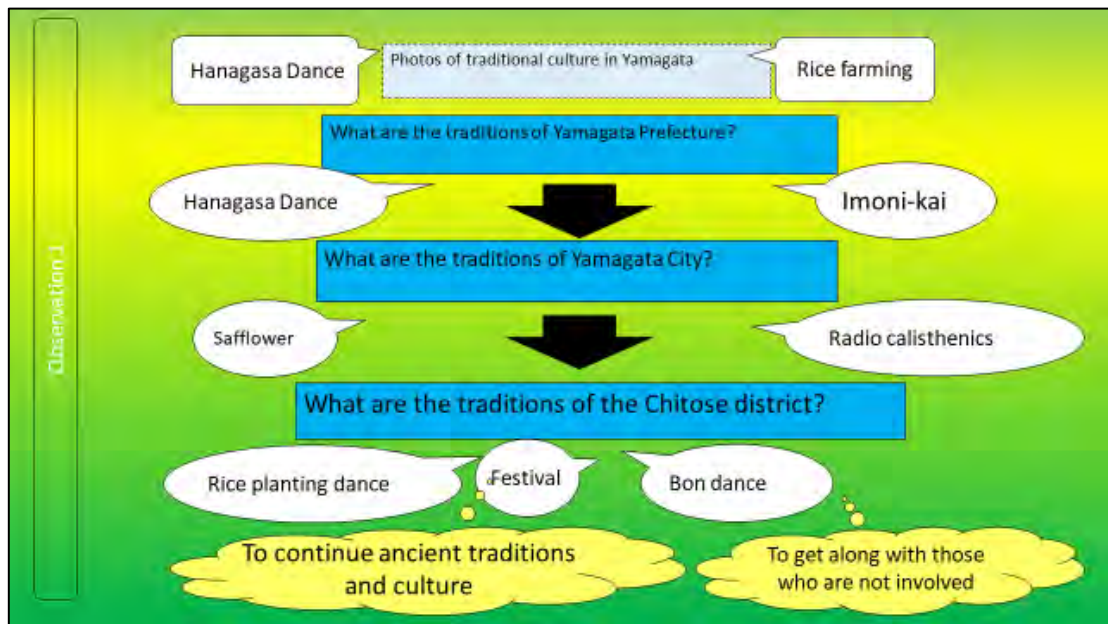 Observation 1
Hanagasa Dance
Photos of traditional culture in Yamagata
Rice farming
What are the traditions of Yamagata Prefecture?
Hanagasa Dance
Imoni-kai
What are the traditions of Yamagata City?
Safflower
Radio calisthenics
What are the traditions of the Chitose district?
Rice planting dance
Festival
Bon dance
To continue ancient traditions
and culture
To get along with those
who are not involved